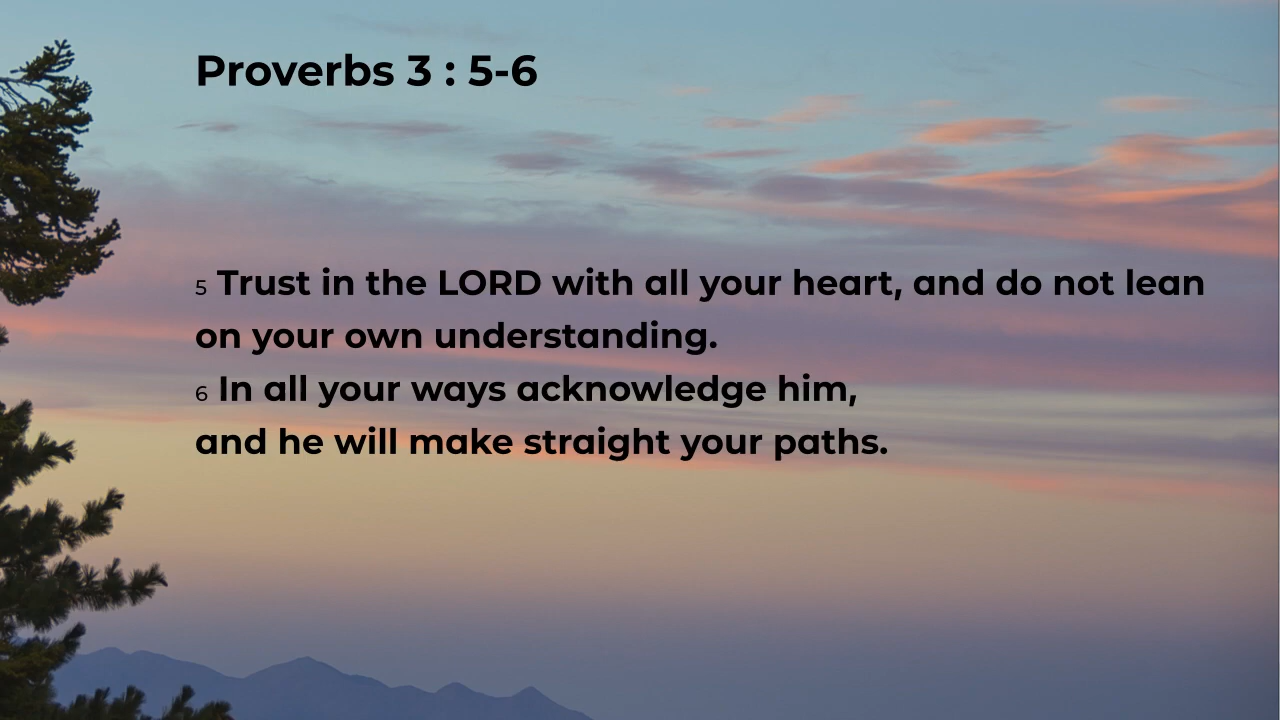 Proverbs 3 : 5-6
5 Trust in the LORD with all your heart, and do not lean
on your own understanding.
6 In all your ways acknowledge him,
and he will make straight your paths.